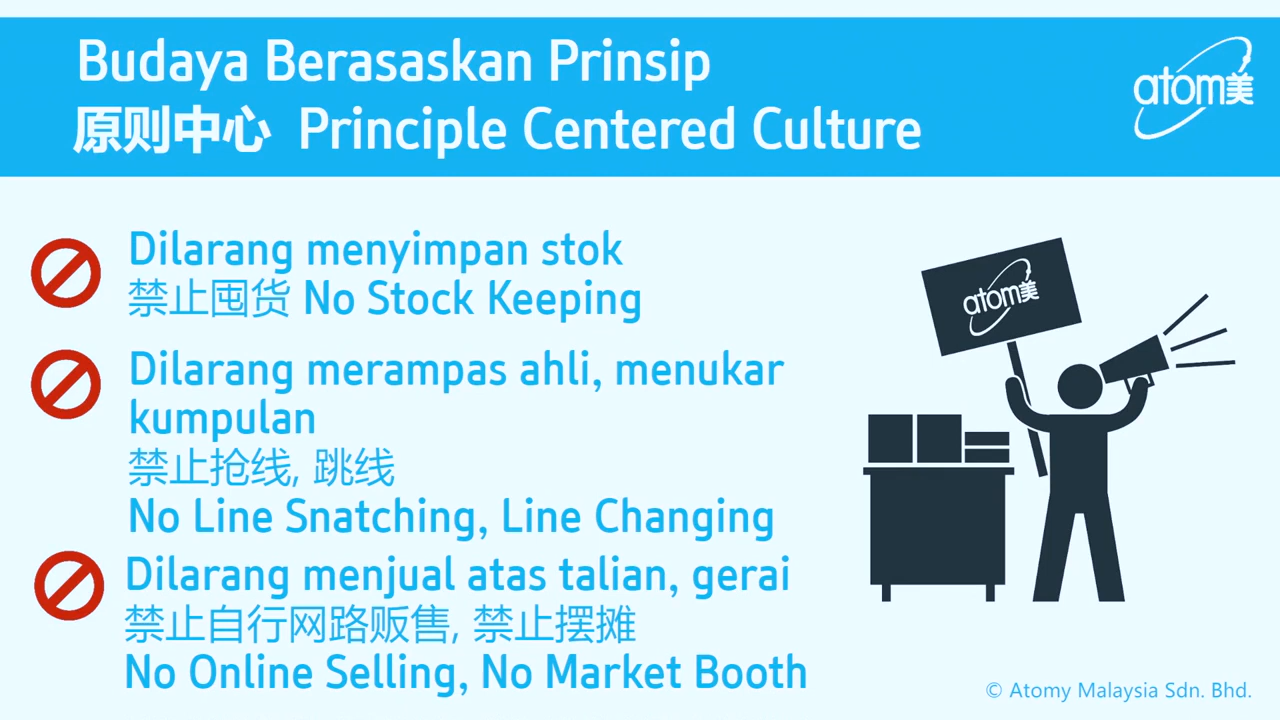 Budaya Berasaskan Prinsip
原则中心 Principle Centered Culture
atom美
Dilarang menyimpan stok
禁止囤货 No Stock Keeping
Dilarang merampas ahli, menukar
kumpulan
禁止抢线, 跳线
No Line Snatching, Line Changing
Dilarang menjual atas talian, gerai
禁止自行网路贩售, 禁止摆摊
No Online Selling, No Market Booth
atom美
© Atomy Malaysia Sdn. Bhd.